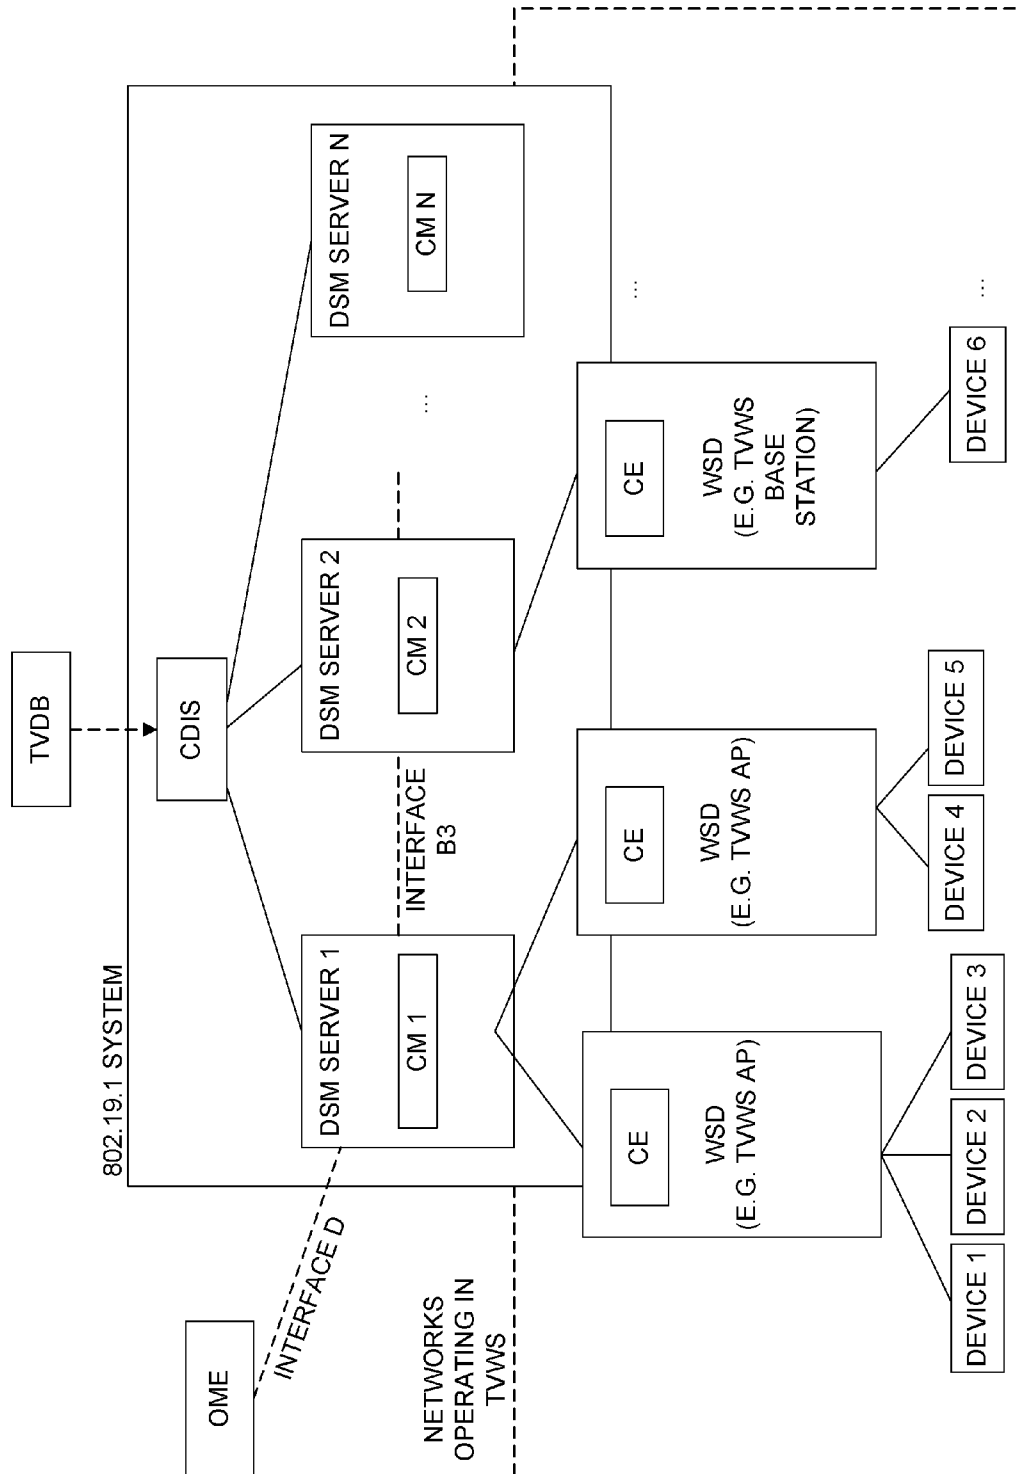 TVDB
802.19.1 SYSTEM
CDIS
OME
INTERFACE D
DSM SERVER 1
CM 1
INTERFACE
B3
DSM SERVER 2
CM 2
...
DSM SERVER N
CM N
NETWORKS
OPERATING IN
TVWS
CE
WSD
(E.G. TVWS AP)
CE
WSD
(E.G. TVWS AP)
CE
WSD
(E.G. TVWS
BASE
STATION)
...
DEVICE 1
DEVICE 2
DEVICE 3
DEVICE 4
DEVICE 5
DEVICE 6
...